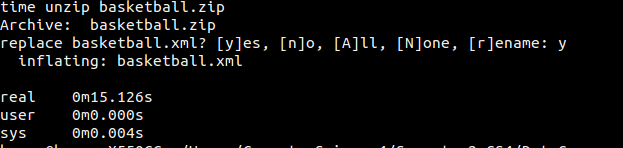 time unzip basketball.zip
Archive:  basketball.zip
replace basketball.xml? [y]es, [n]o, [A]ll, [N]one, [r]ename: y
  inflating: basketball.xml
real    0m15.126s
user    0m0.000s
sys     0m0.004s